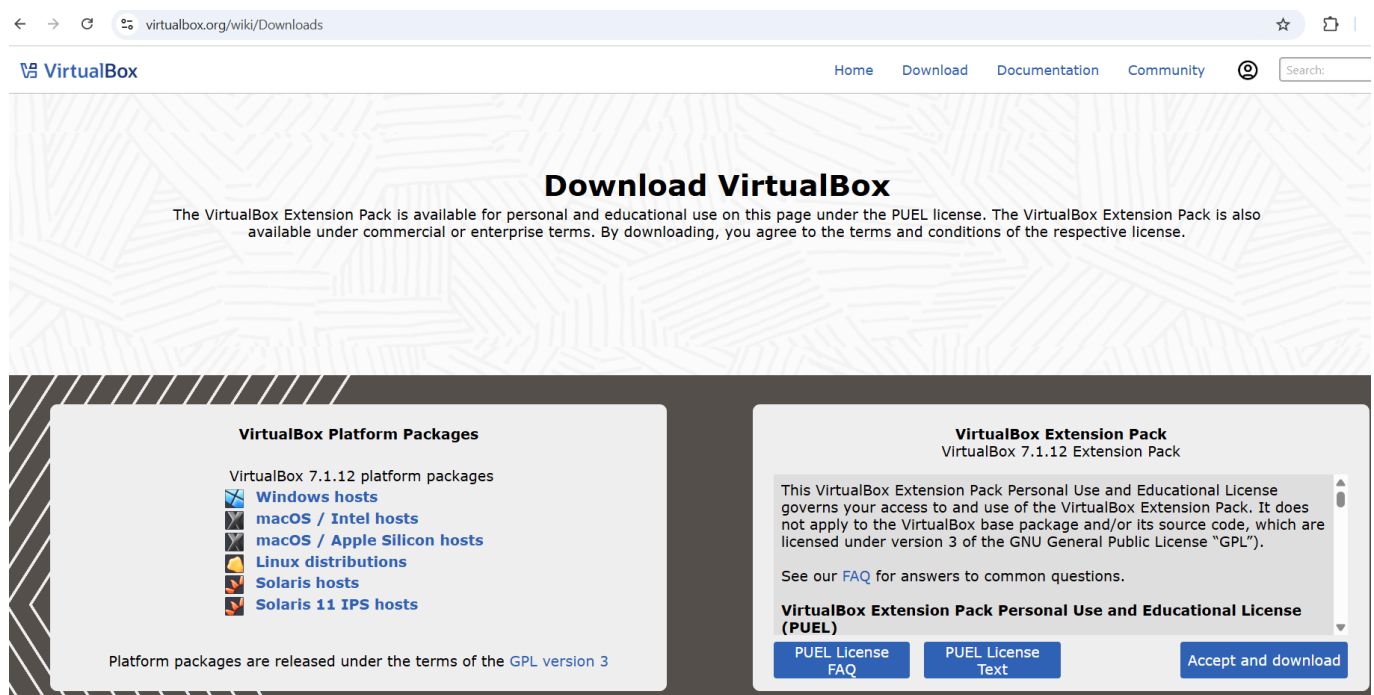 virtualbox.org/wiki/Downloads
VirtualBox
Home Download Documentation Community Search:
Download VirtualBox
The VirtualBox Extension Pack is available for personal and educational use on this page under the PUEL license. The VirtualBox Extension Pack is also
available under commercial or enterprise terms. By downloading, you agree to the terms and conditions of the respective license.
VirtualBox Platform Packages
VirtualBox 7.1.12 platform packages
Windows hosts
macOS / Intel hosts
macOS / Apple Silicon hosts
Linux distributions
Solaris hosts
Solaris 11 IPS hosts
Platform packages are released under the terms of the GPL version 3
VirtualBox Extension Pack
VirtualBox 7.1.12 Extension Pack
This VirtualBox Extension Pack Personal Use and Educational License
governs your access to and use of the VirtualBox Extension Pack. It does
not apply to the VirtualBox base package and/or its source code, which are
licensed under version 3 of the GNU General Public License “GPL”).
See our FAQ for answers to common questions.
VirtualBox Extension Pack Personal Use and Educational License
(PUEL)
PUEL License
FAQ
PUEL License
Text
Accept and download